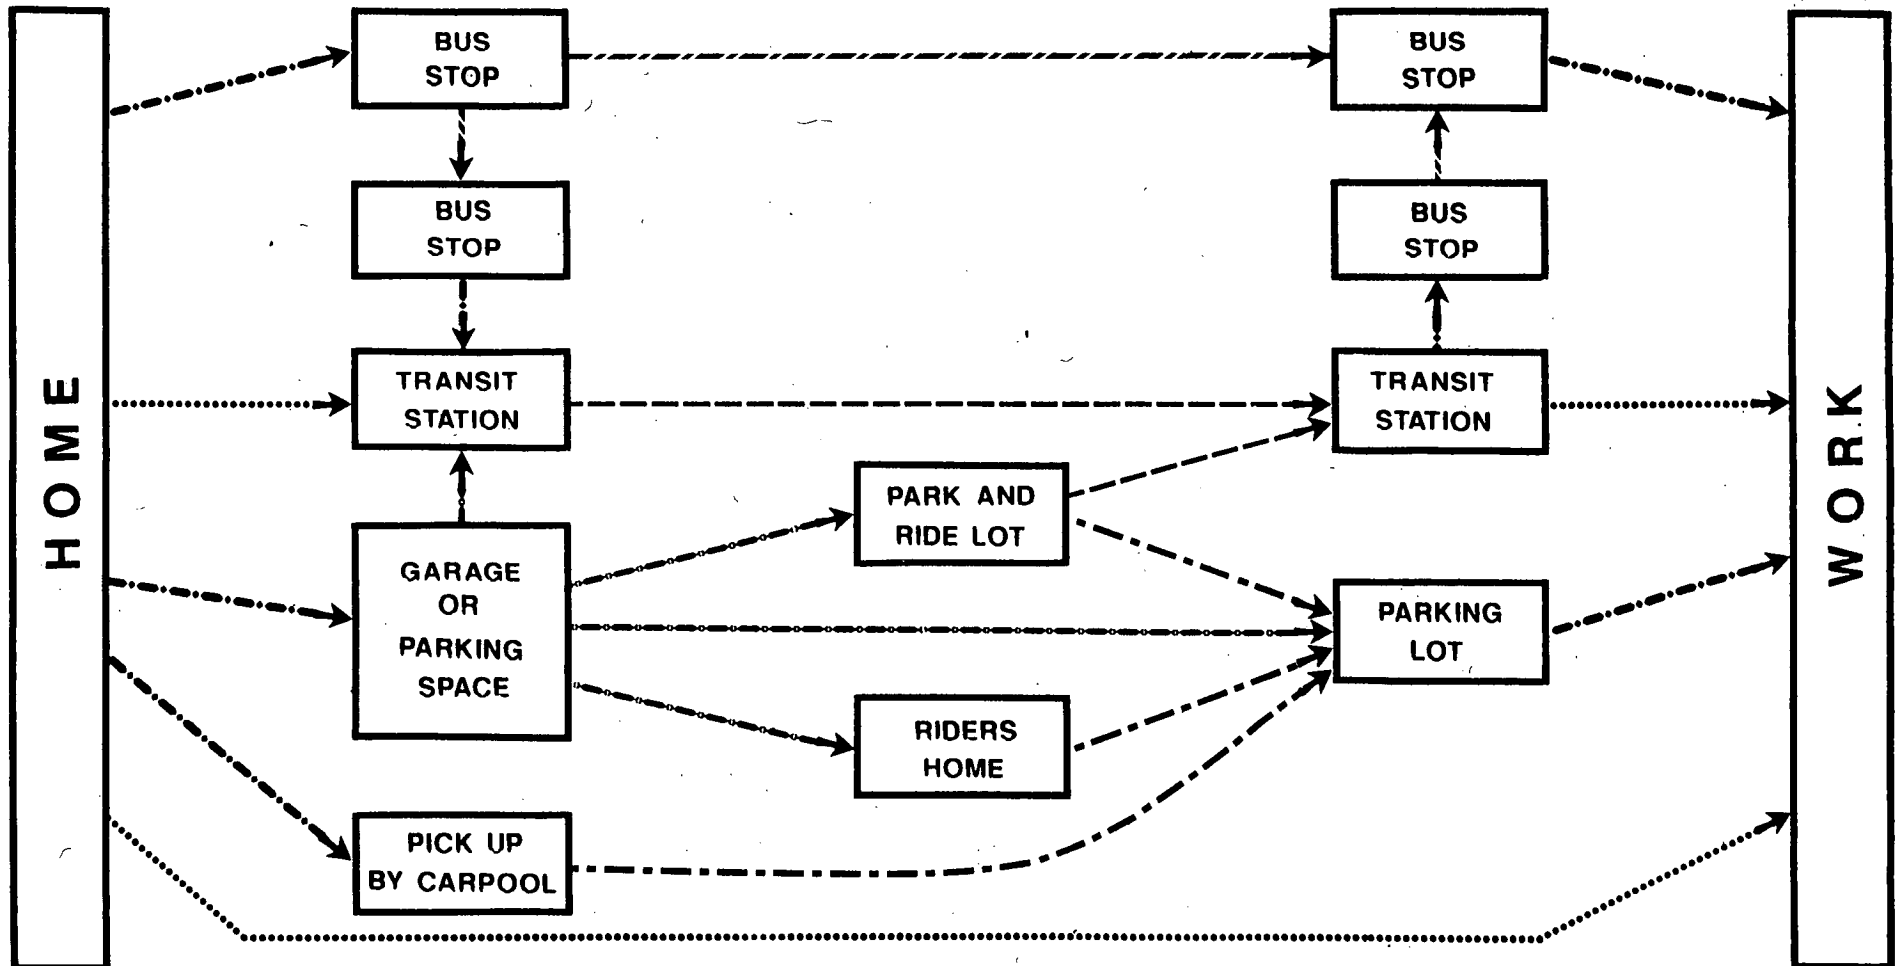 HOME
BUS
STOP
BUS
STOP
TRANSIT
STATION
GARAGE
OR
PARKING
SPACE
PICK UP
BY CARPOOL
PARK AND
RIDE LOT
RIDERS
HOME
BUS
STOP
BUS
STOP
TRANSIT
STATION
PARKING
LOT
WORK